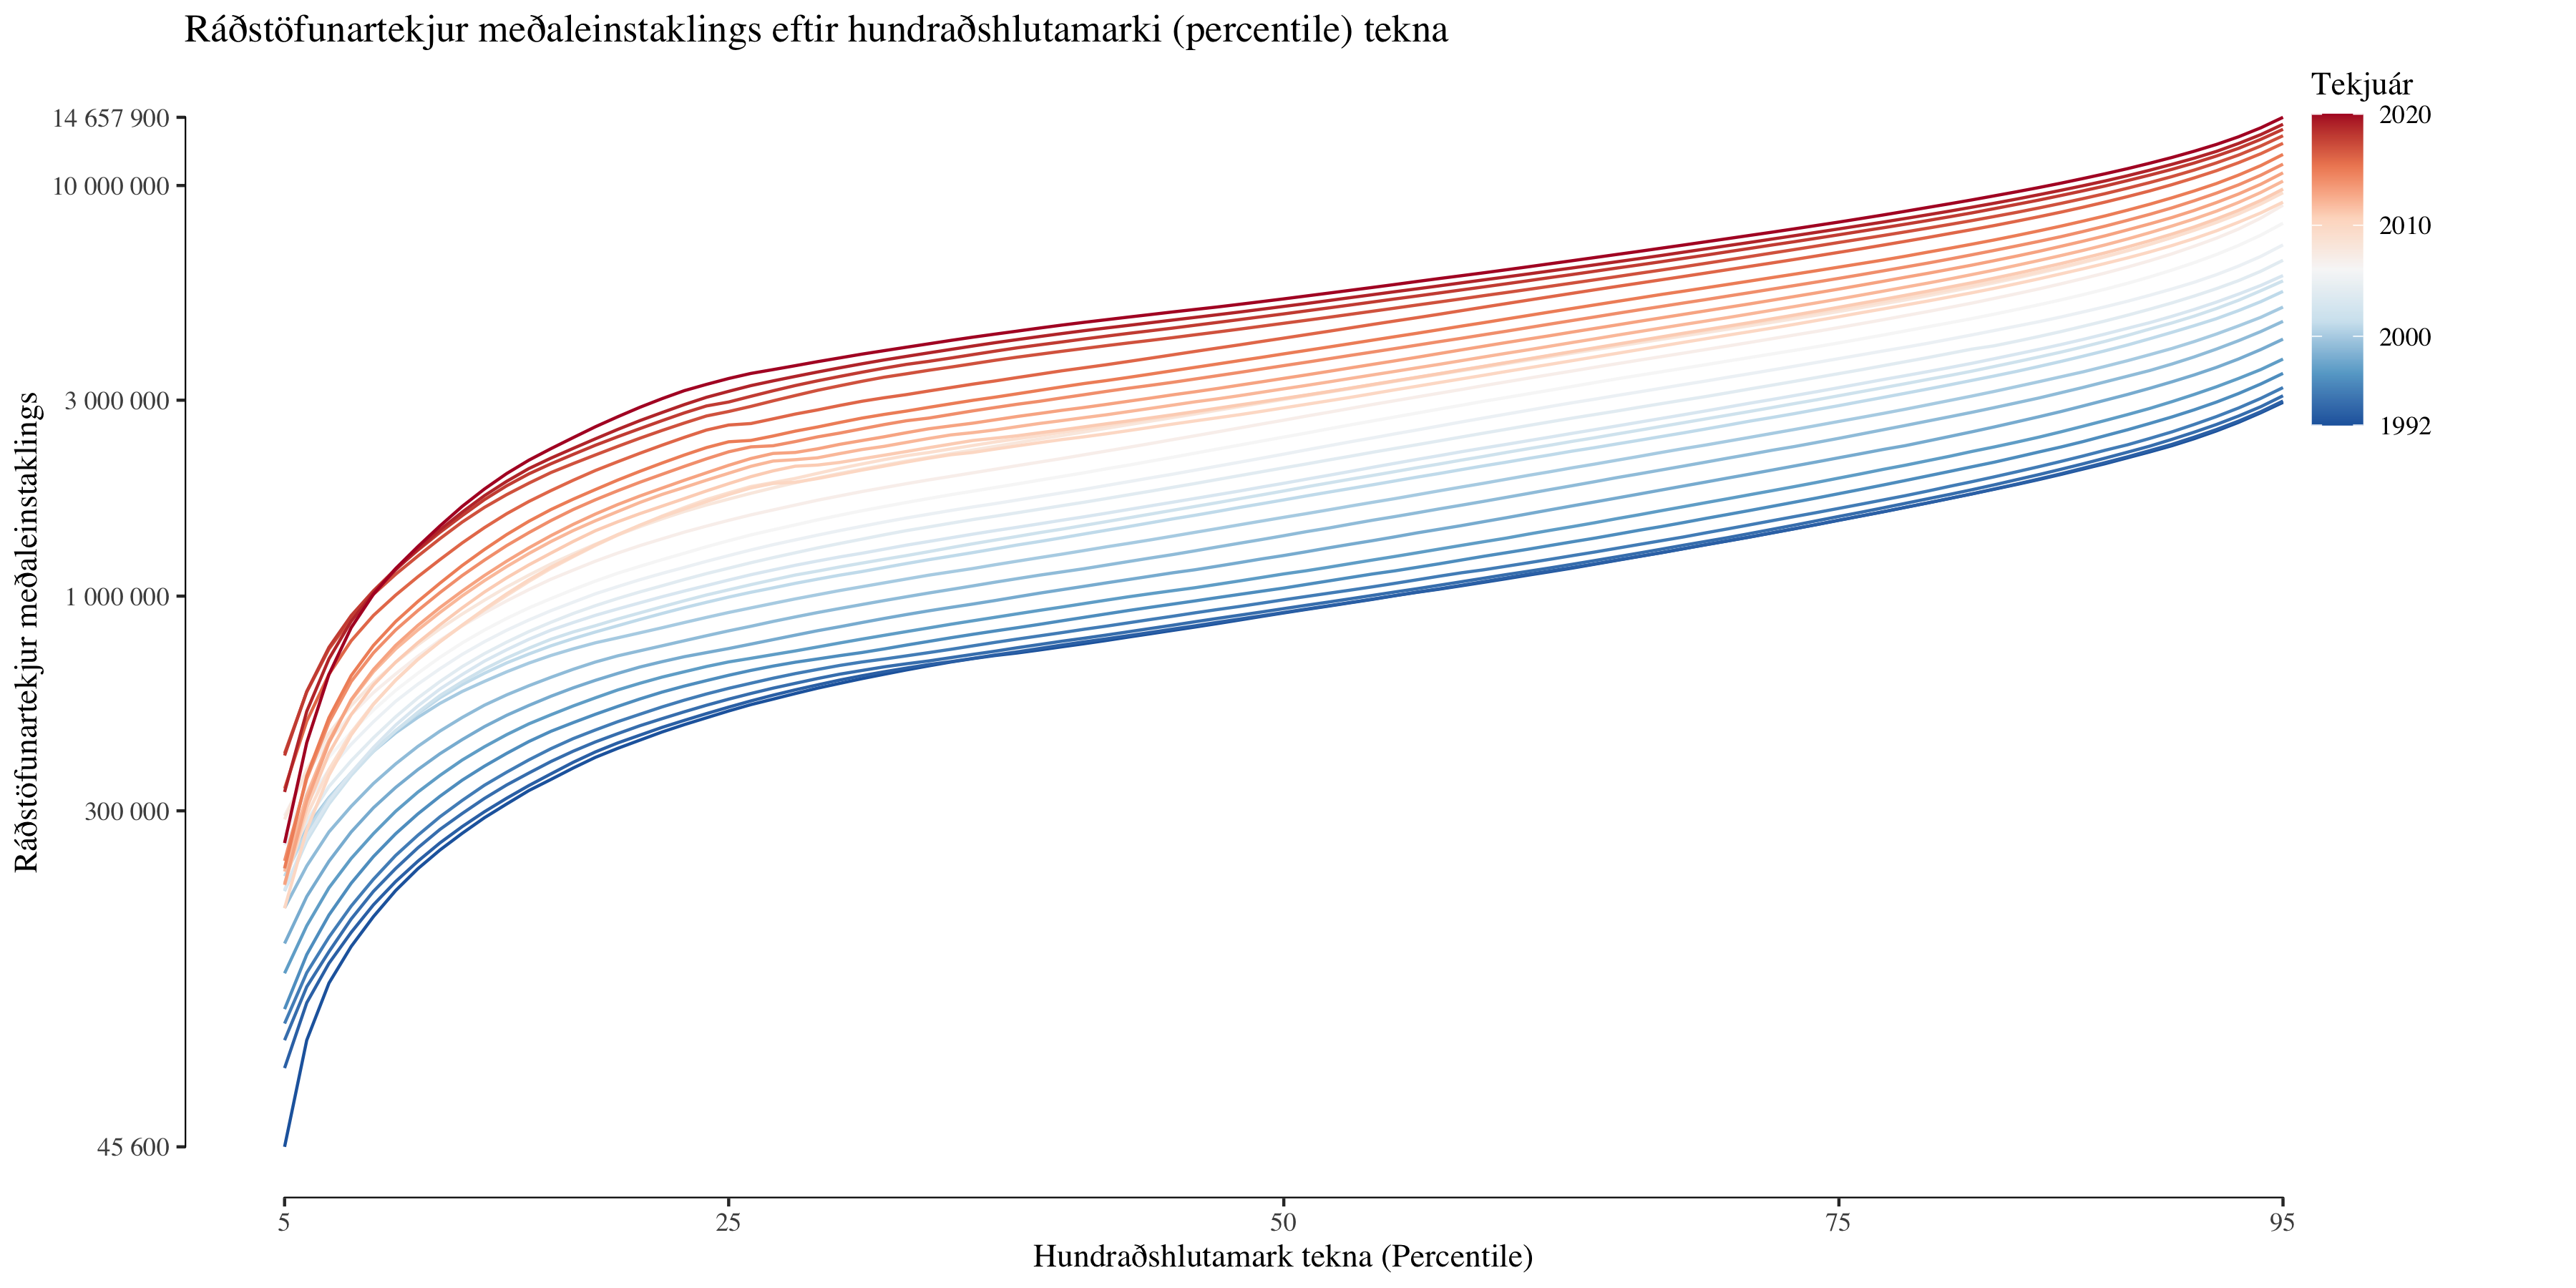 Ráðstöfunartekjur meðaleinstaklings eftir hundraðshlutamarki (percentile) tekna
Ráðstöfunartekjur meðaleinstaklings
14 657 900
10 000 000
3 000 000
1 000 000
300 000
45 600
5
25
50
75
95
Hundraðshlutamark tekna (Percentile)
Tekjuár
2020
2010
2000
1992